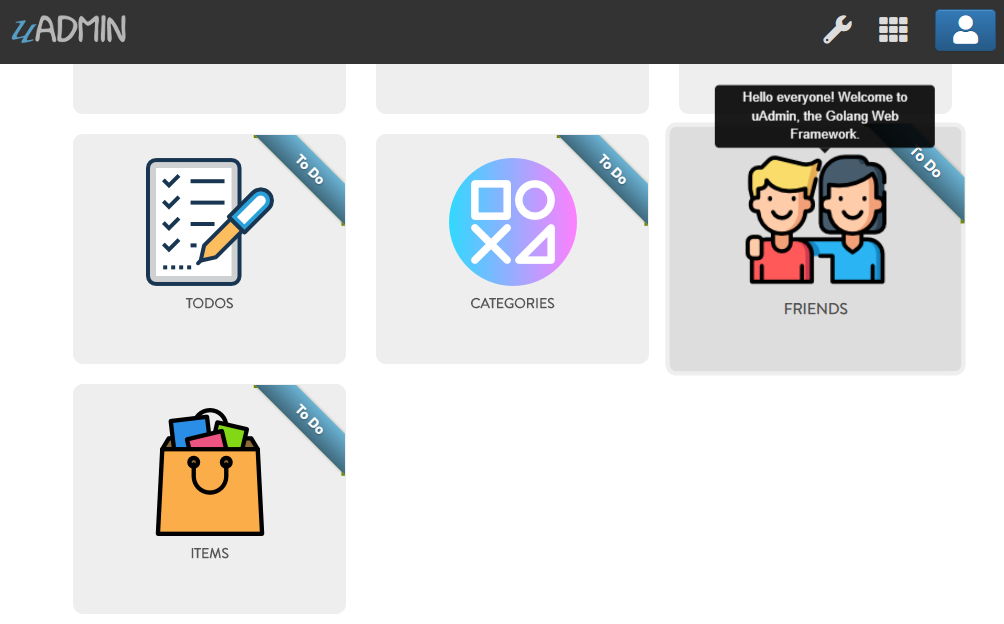 uADMIN
Hello everyone! Welcome to
uAdmin, the Golang Web
Framework.
To Do
To Do
To Do
TODOS
CATEGORIES
FRIENDS
To Do
ITEMS